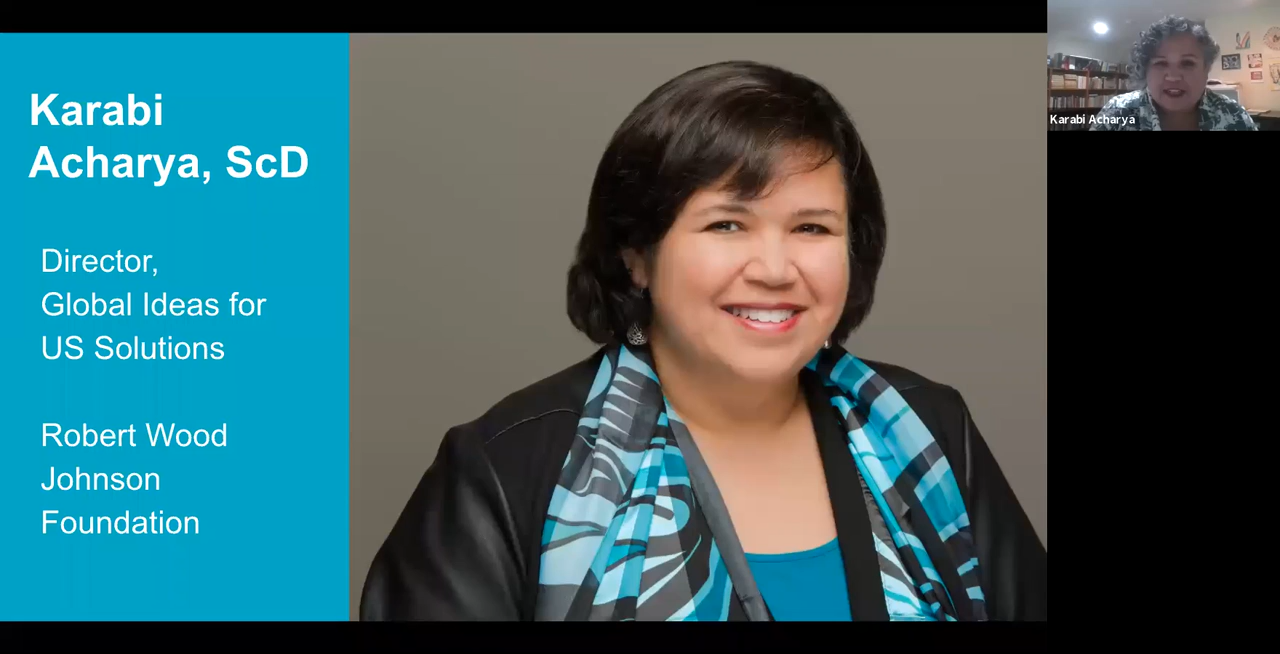 Karabi
Acharya, ScD
Director,
Global Ideas for
US Solutions
Robert Wood
Johnson
Foundation
Karabi Acharya